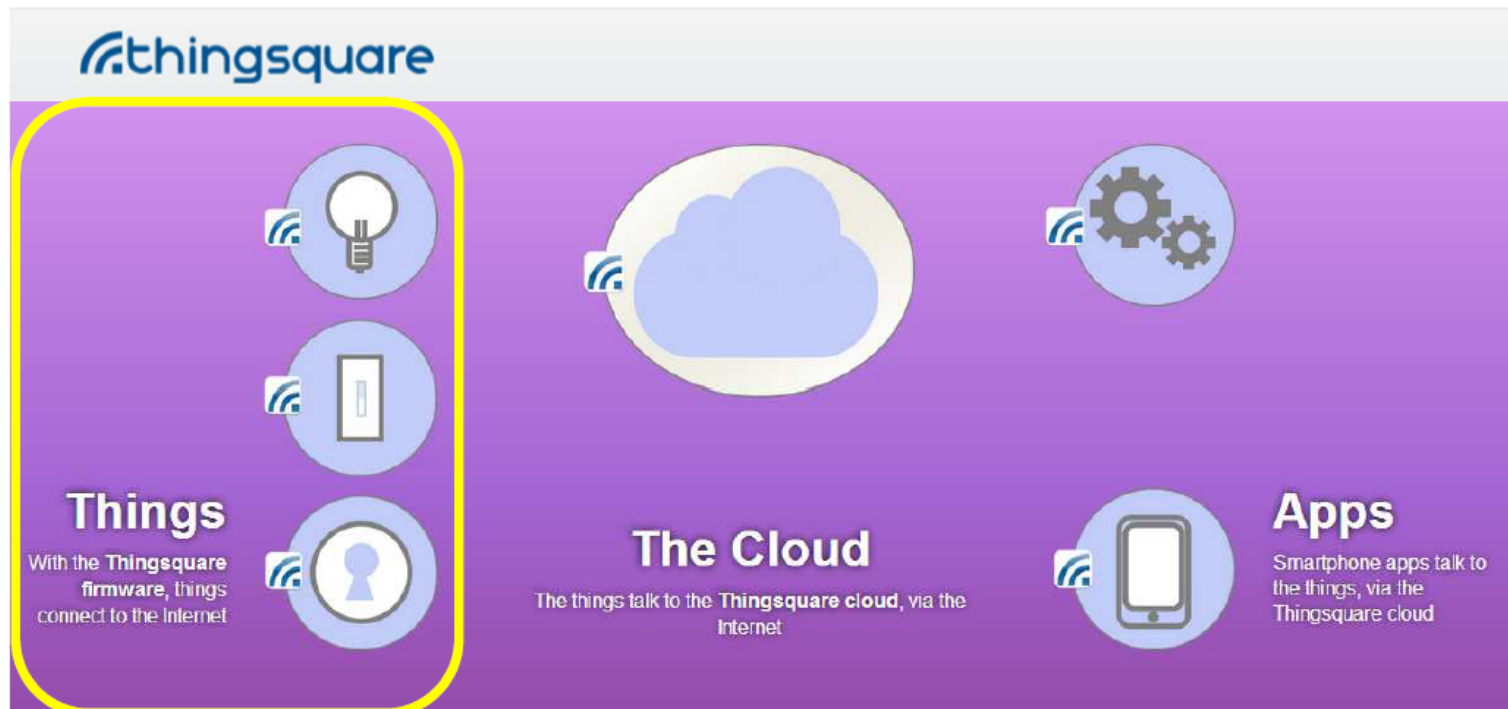 thingsquare
Things
With the Thingsquare
firmware, things
connect to the Internet
The Cloud
The things talk to the Thingsquare cloud, via the
Internet
Apps
Smartphone apps talk to
the things, via the
Thingsquare cloud